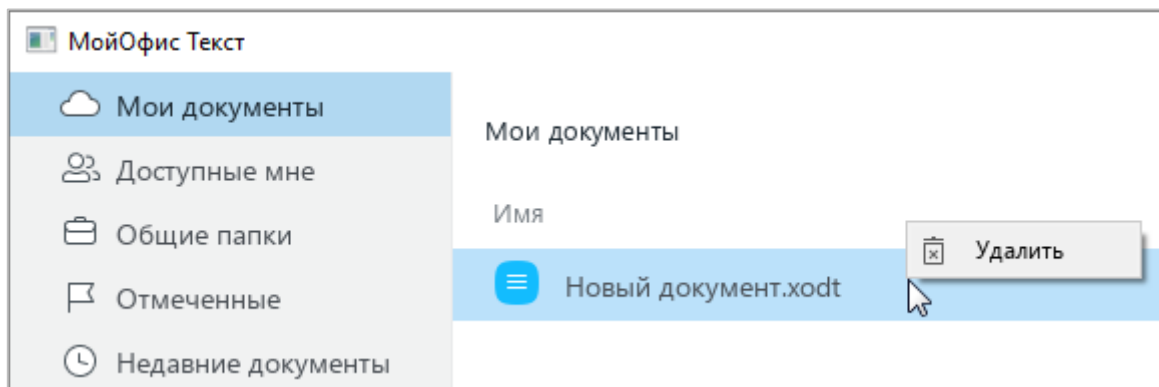 МойОфис Текст
Мои документы
Доступные мне
Общие папки
Отмеченные
Недавние документы
Мои документы
Имя
Удалить
Новый документ.xodt